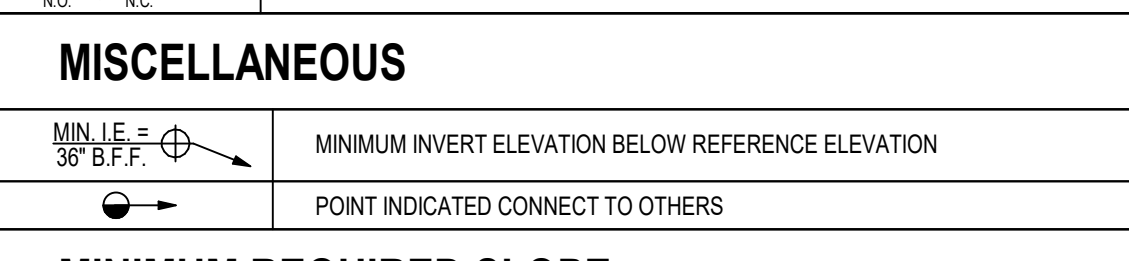 N.O. N.C.
MISCELLANEOUS
MIN. I.E. =
36" B.F.F.
MINIMUM INVERT ELEVATION BELOW REFERENCE ELEVATION
POINT INDICATED CONNECT TO OTHERS
MINIMUM REQUIRED SLOPE